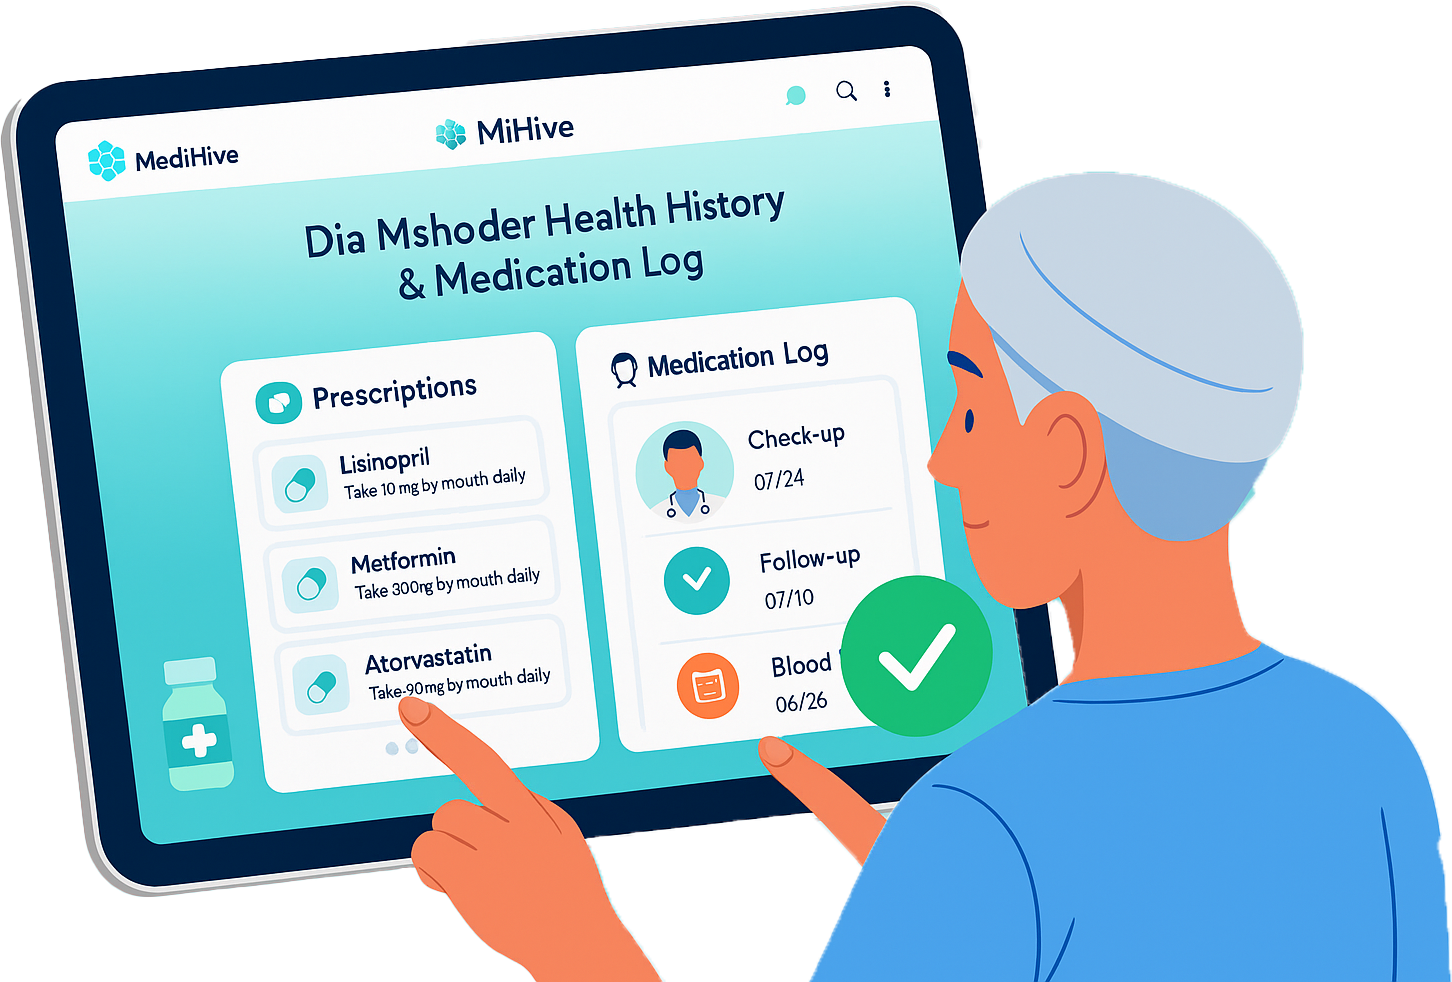 MediHive
MiHive
Dia Mshoder Health History
& Medication Log
Prescriptions
Lisinopril
Take 10 mg by mouth daily
Metformin
Take 300ng by mouth daily
Atorvastatin
Take-90mg by mouth daily
Medication Log
Check-up
07/24
Follow-up
07/10
Blood
06/26